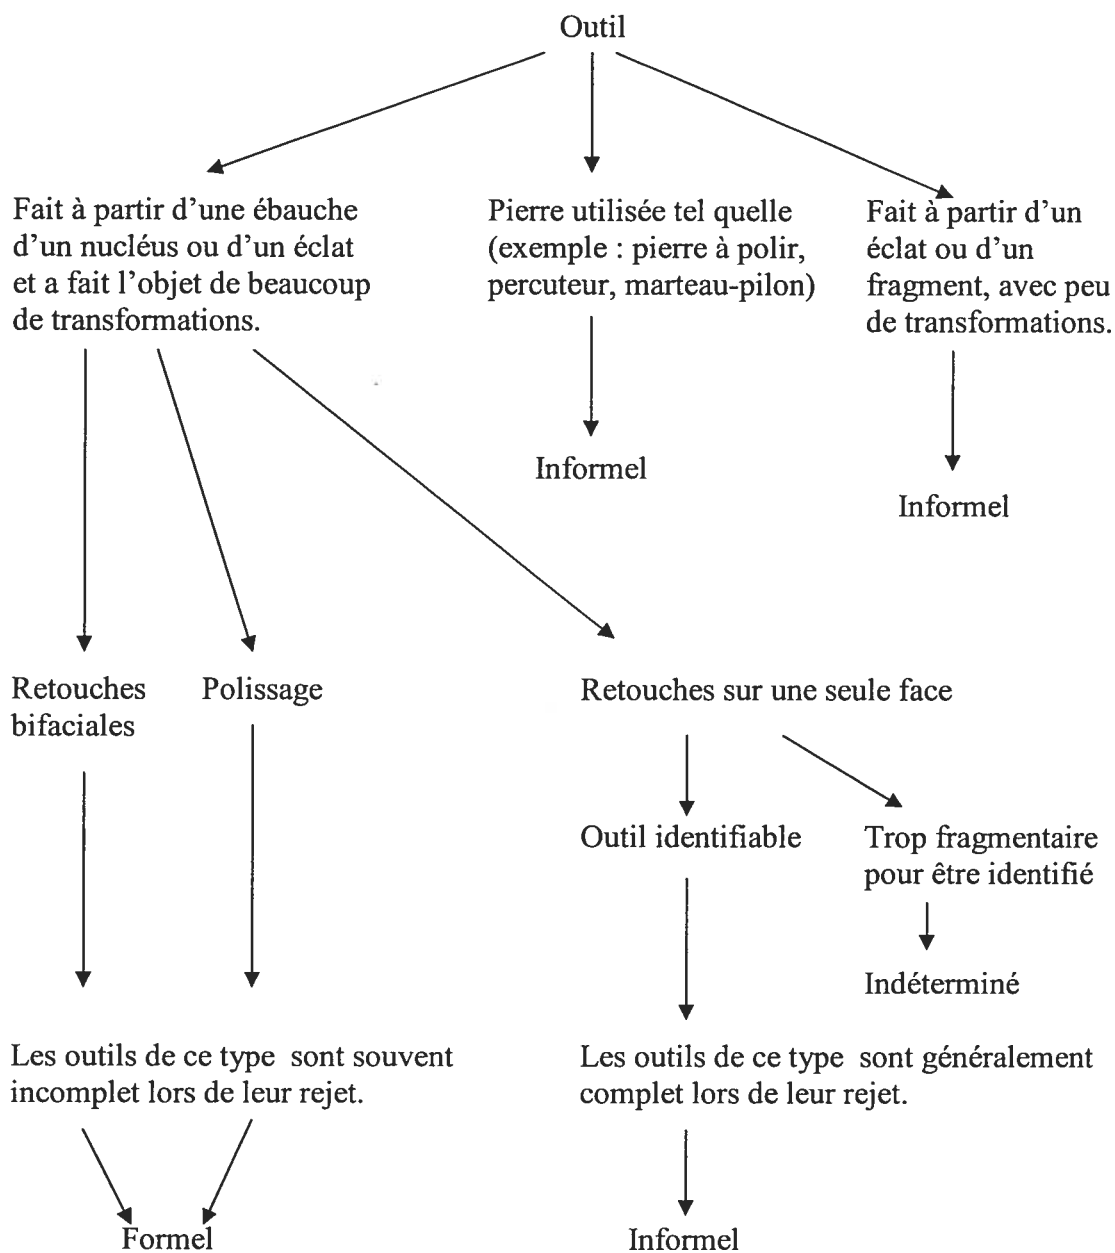 Outil
Fait à partir d'une ébauche
d'un nucléus ou d'un éclat
et a fait l'objet de beaucoup
de transformations.
Pierre utilisée tel quelle
(exemple : pierre à polir,
percuteur, marteau-pilon)
Fait à partir d'un
éclat ou d'un
fragment, avec peu
de transformations.
Informel
Informel
Retouches
bifaciales
Polissage
Retouches sur une seule face
Outil identifiable
Trop fragmentaire
pour être identifié
Indéterminé
Les outils de ce type sont souvent
incomplet lors de leur rejet.
Les outils de ce type sont généralement
complet lors de leur rejet.
Formel
Informel